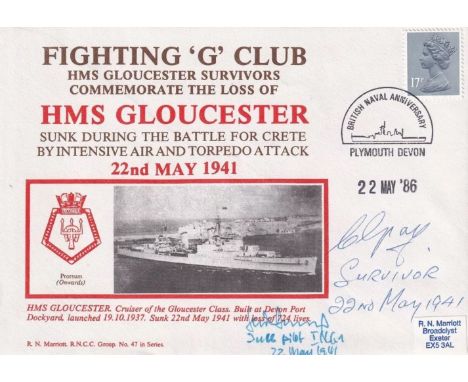 FIGHTING 'G' CLUB
HMS GLOUCESTER SURVIVORS
COMMEMORATE THE LOSS OF
HMS GLOUCESTER
SUNK DURING THE BATTLE FOR CRETE
BY INTENSIVE AIR AND TORPEDO ATTACK
22nd MAY 1941
17P
BRITISH NAVAL ANNIVERSARY
PLYMOUTH DEVON
22 MAY '86
Prorsum
(Onwards)
SURVIVOR
22ND May 1941
HMS GLOUCESTER. Cruiser of the Gloucester Class. Built at Devon Port
Dockyard, launched 19.10.1937. Sunk 22nd May 1941 with loss of 724 lives.
pilot
22 May 1941
R. N. Marriott. R.N.C.C. Group. No. 47 in Series.
R. N. Marriott
Broadclyst
Exeter
EX5 3AL